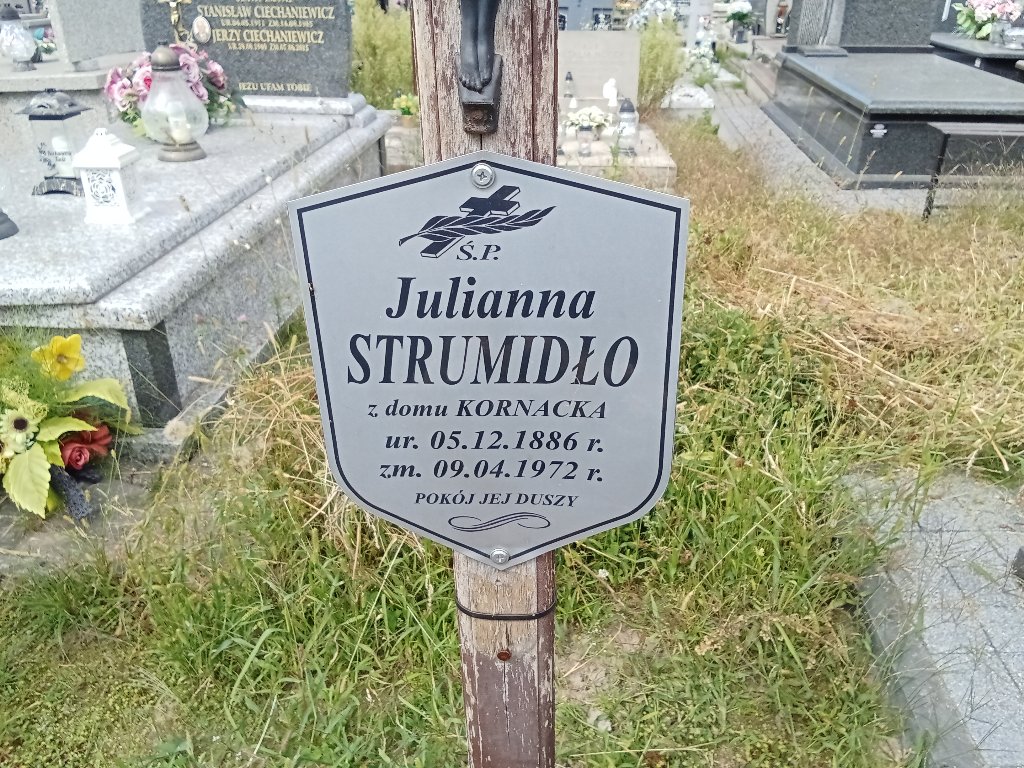 STANISŁAW CIECHANIEWICZ
JERZY CIECHANIEWICZ
JEZU UFAM TOBIE
Ś.P.
Julianna
STRUMIDŁO
z domu KORNACKA
ur. 05.12.1886 r.
zm. 09.04.1972 r.
POKÓJ JEJ DUSZY